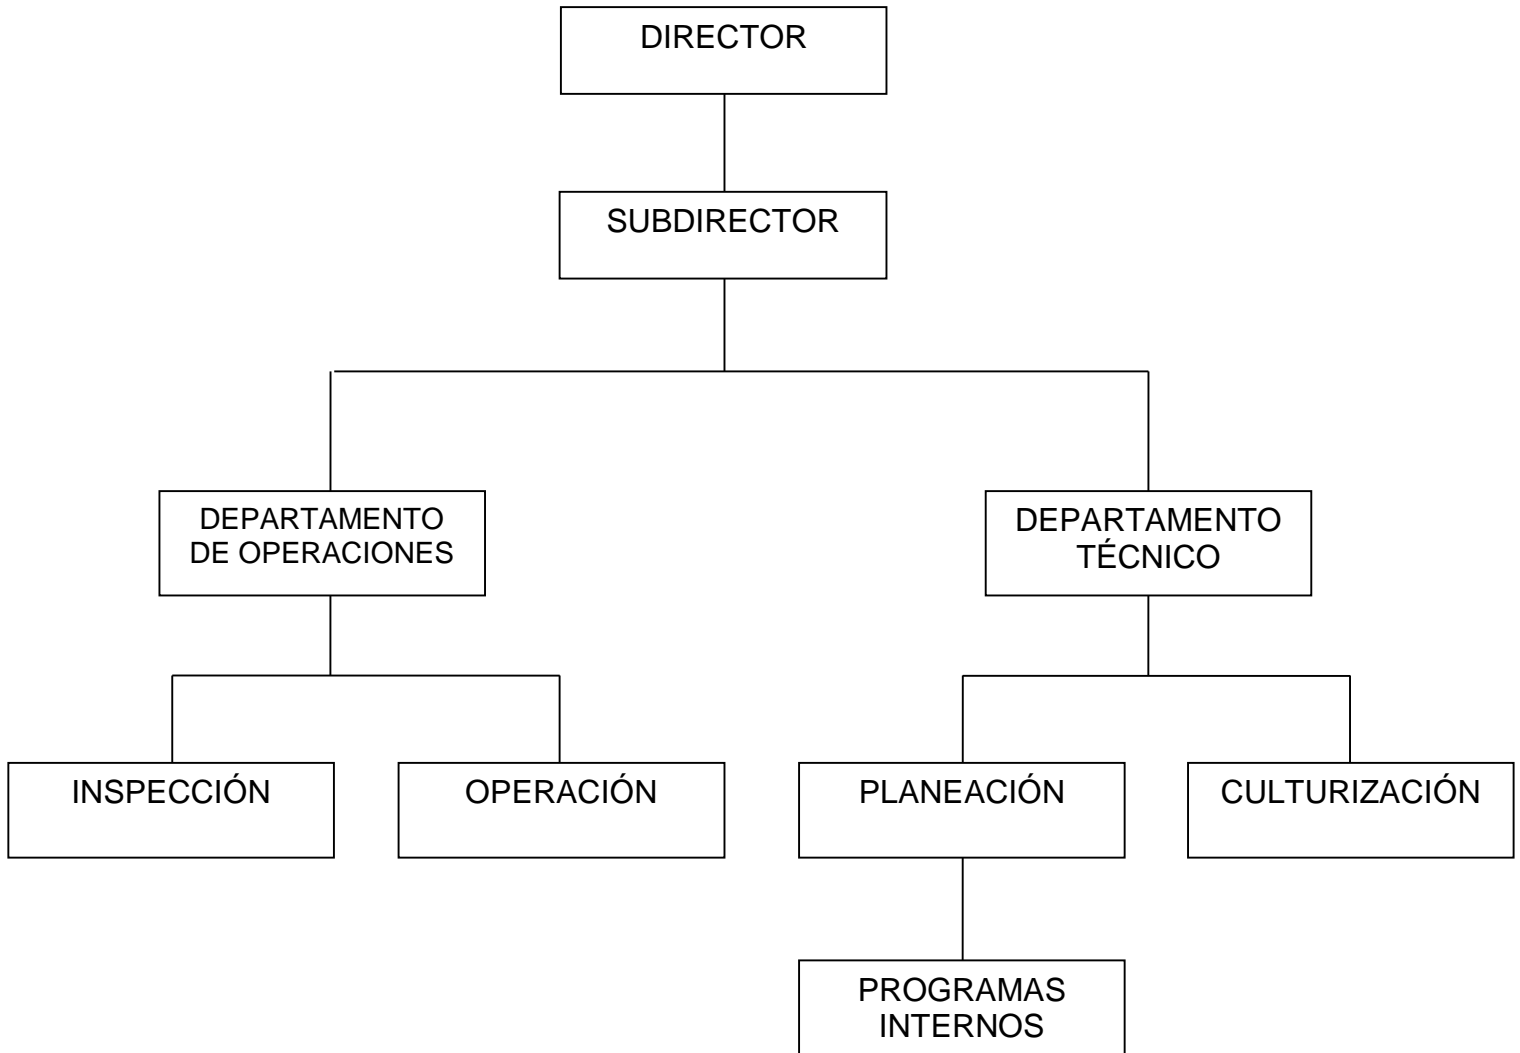 DIRECTOR
SUBDIRECTOR
DEPARTAMENTO
DE OPERACIONES
DEPARTAMENTO
TÉCNICO
INSPECCIÓN
OPERACIÓN
PLANEACIÓN
CULTURIZACIÓN
PROGRAMAS
INTERNOS